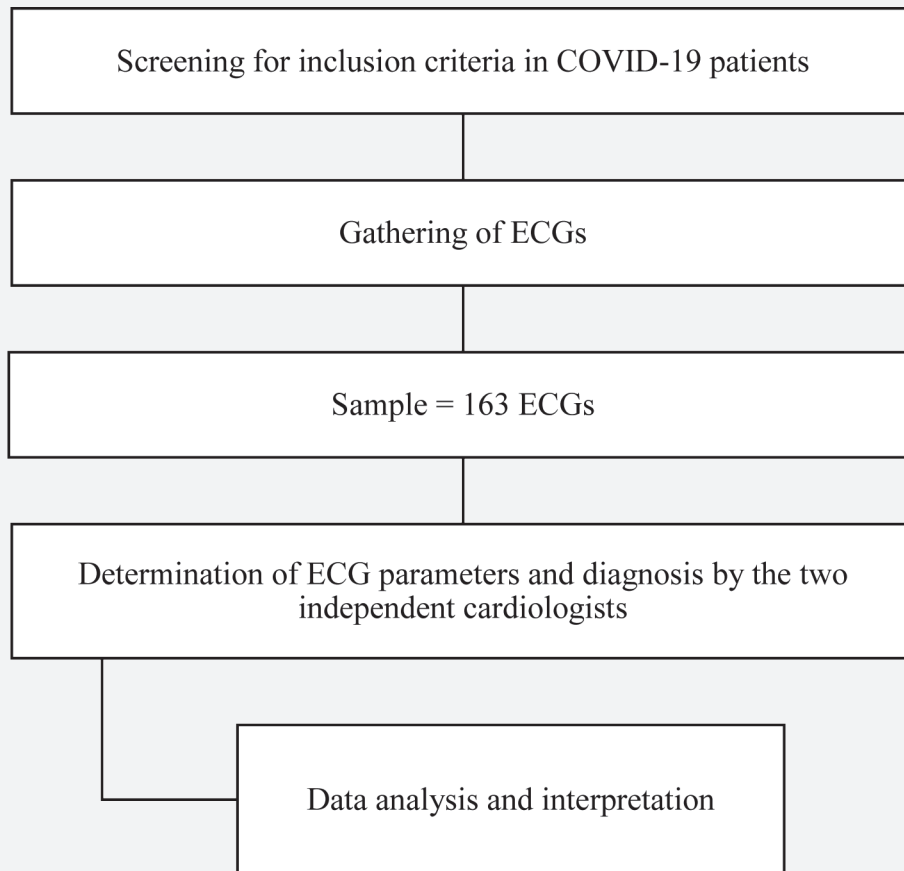 Screening for inclusion criteria in COVID-19 patients
Gathering of ECGs
Sample = 163 ECGs
Determination of ECG parameters and diagnosis by the two
independent cardiologists
Data analysis and interpretation